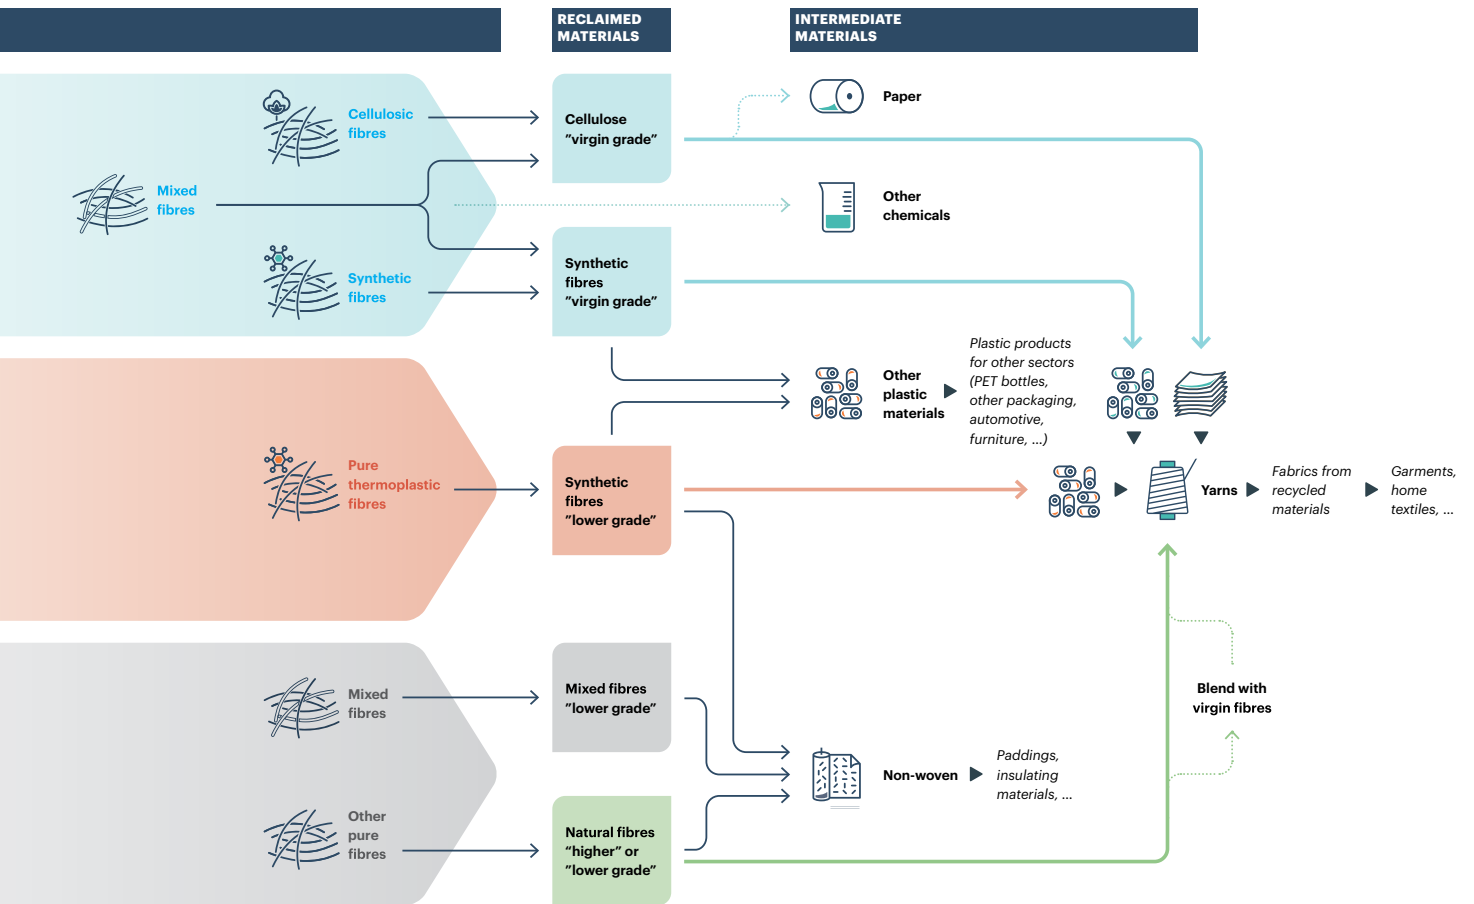 RECLAIMED
MATERIALS
INTERMEDIATE
MATERIALS
Cellulosic
fibres
Mixed
fibres
Synthetic
fibres
Cellulose
”virgin grade”
Synthetic
fibres
”virgin grade”
Paper
Other
chemicals
Other
plastic
materials
Plastic products
for other sectors
(PET bottles,
other packaging,
automotive,
furniture, ...)
Pure
thermoplastic
fibres
Synthetic
fibres
”lower grade”
Yarns
Fabrics from
recycled
materials
Garments,
home
textiles, ...
Mixed
fibres
Mixed fibres
”lower grade”
Blend with
virgin fibres
Non-woven
Paddings,
insulating
materials, ...
Other
pure
fibres
Natural fibres
“higher” or
”lower grade”